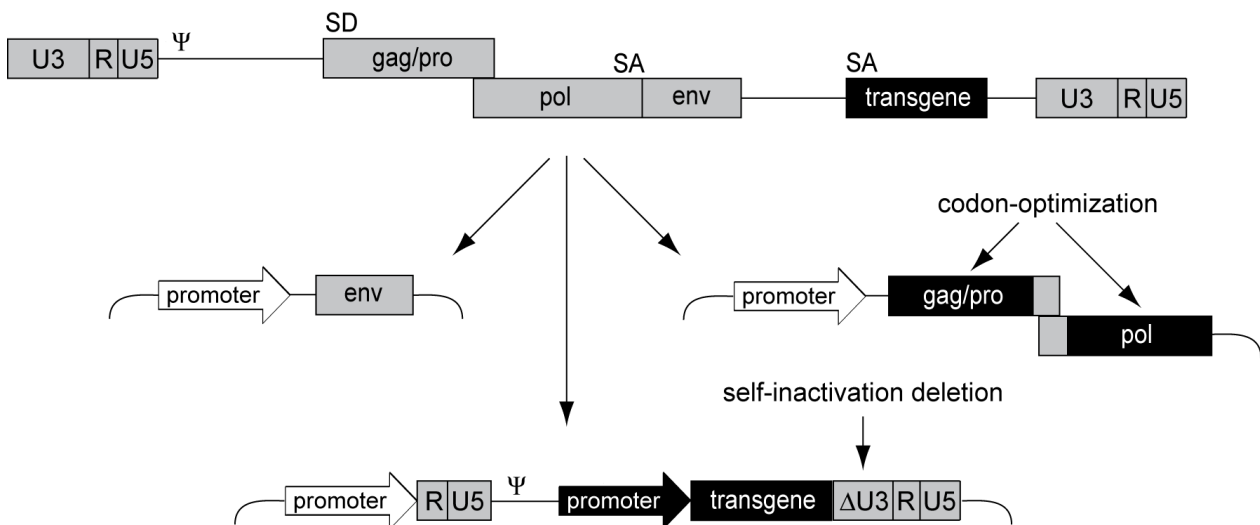 SD
Ψ
U3 R U5 gag/pro
SA SA
pol env transgene U3 R U5
codon-optimization
promoter env
promoter gag/pro
pol
self-inactivation deletion
Ψ
promoter R U5 promoter transgene ΔU3 R U5